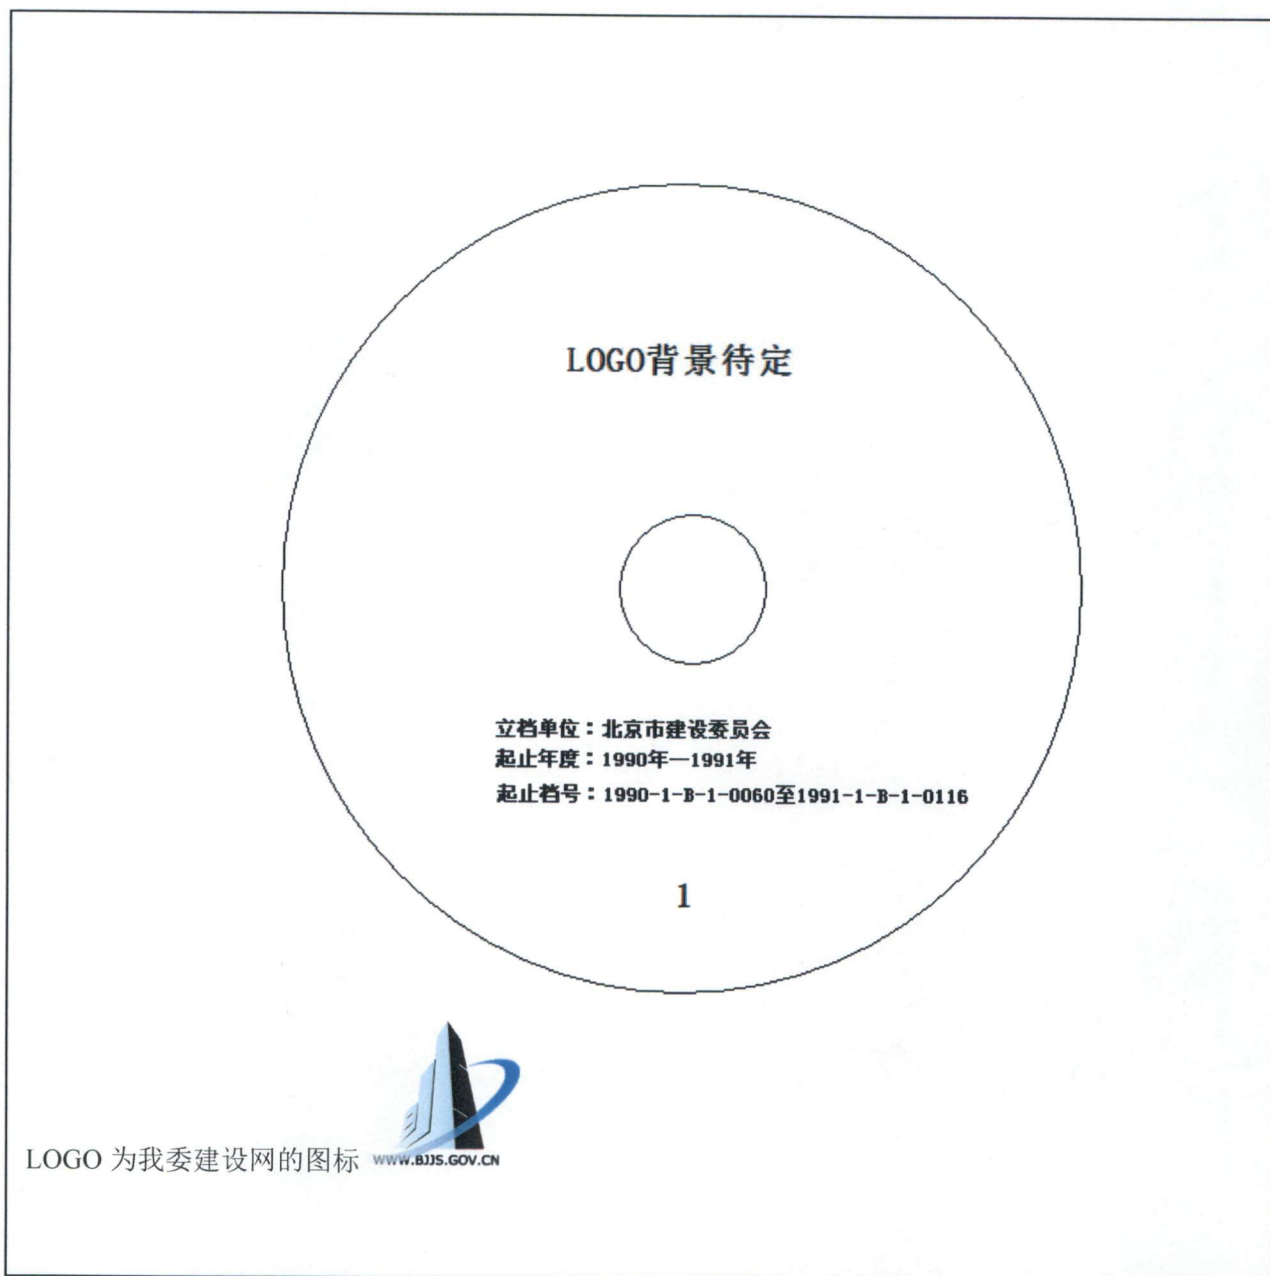 LOGO背景待定
立档单位：北京市建设委员会
起止年度：1990年—1991年
起止档号：1990-1-B-1-0060至1991-1-B-1-0116
1
LOGO 为我委建设网的图标 WWW.BJJS.GOV.CN